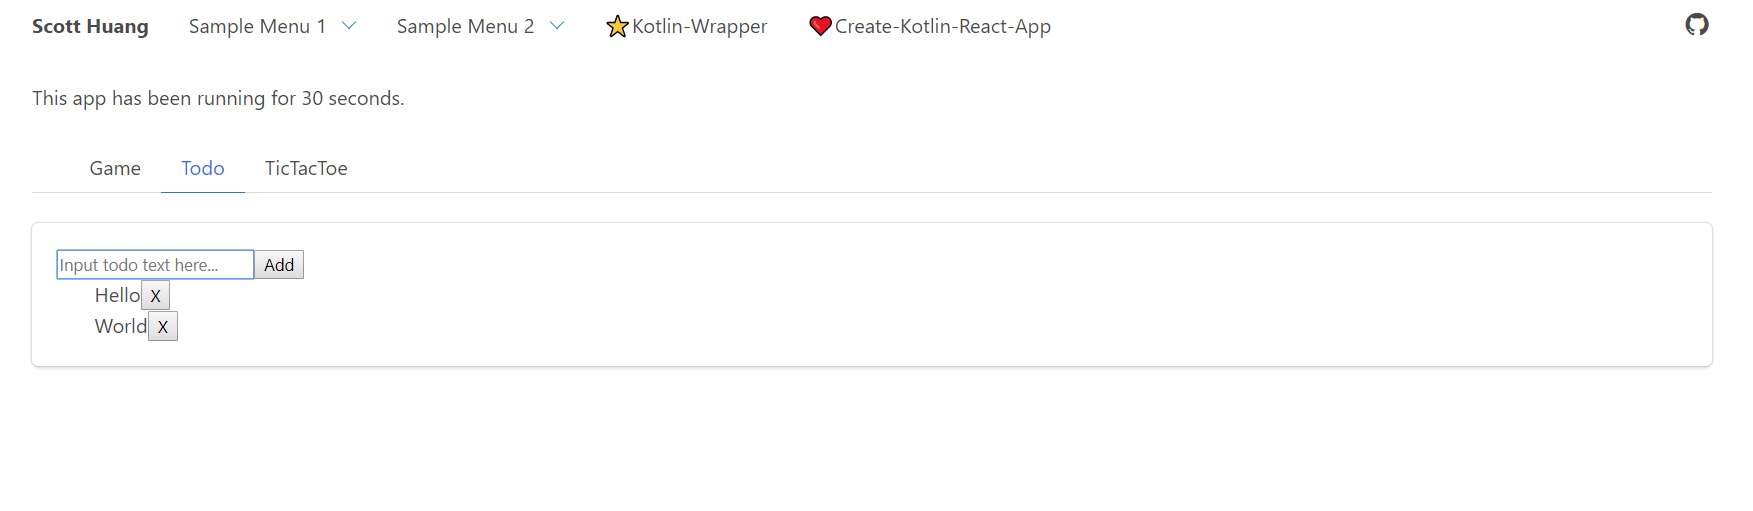 Scott Huang Sample Menu 1 Sample Menu 2 Kotlin-Wrapper Create-Kotlin-React-App
This app has been running for 30 seconds.
Game Todo TicTacToe
Input todo text here... Add
Hello X
World X